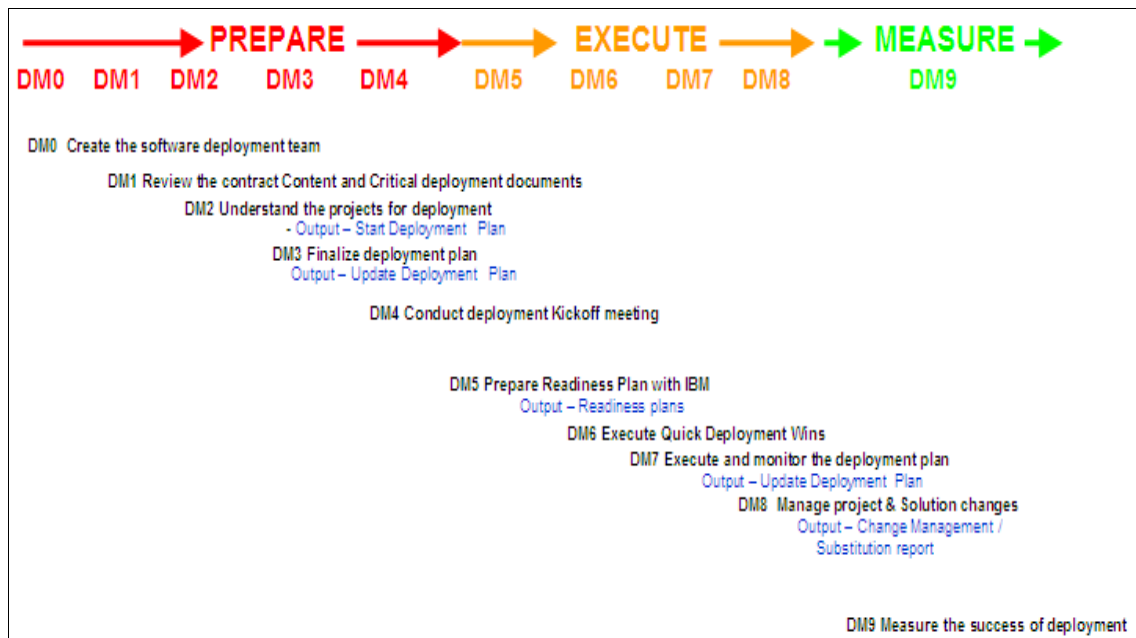 PREPARE EXECUTE MEASURE
DM0 DM1 DM2 DM3 DM4 DM5 DM6 DM7 DM8 DM9
DM0 Create the software deployment team
DM1 Review the contract Content and Critical deployment documents
DM2 Understand the projects for deployment
- Output – Start Deployment Plan
DM3 Finalize deployment plan
Output – Update Deployment Plan
DM4 Conduct deployment Kickoff meeting
DM5 Prepare Readiness Plan with IBM
Output – Readiness plans
DM6 Execute Quick Deployment Wins
DM7 Execute and monitor the deployment plan
Output – Update Deployment Plan
DM8 Manage project & Solution changes
Output – Change Management /
Substitution report
DM9 Measure the success of deployment